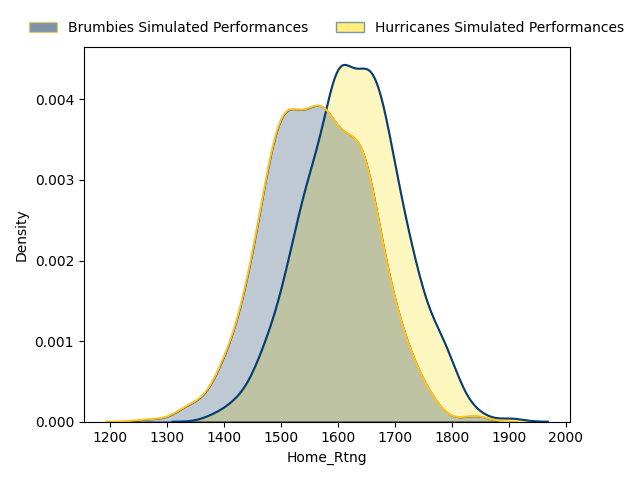 Brumbies Simulated Performances Hurricanes Simulated Performances
0.004
0.003
0.002
0.001
0.000
Density
1200 1300 1400 1500 1600 1700 1800 1900 2000
Home_Rtng